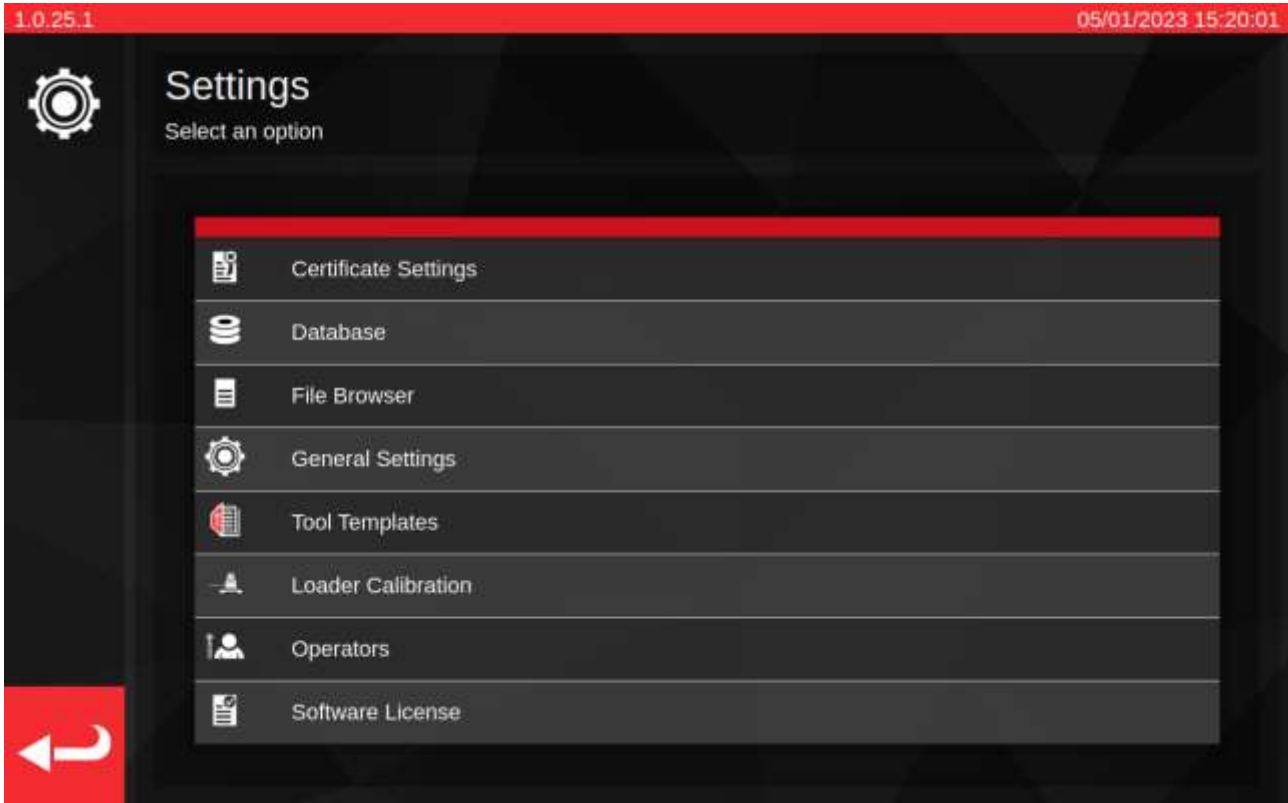 1.0.25.1
05/01/2023 15:20:01
Settings
Select an option
Certificate Settings
Database
File Browser
General Settings
Tool Templates
Loader Calibration
Operators
Software License